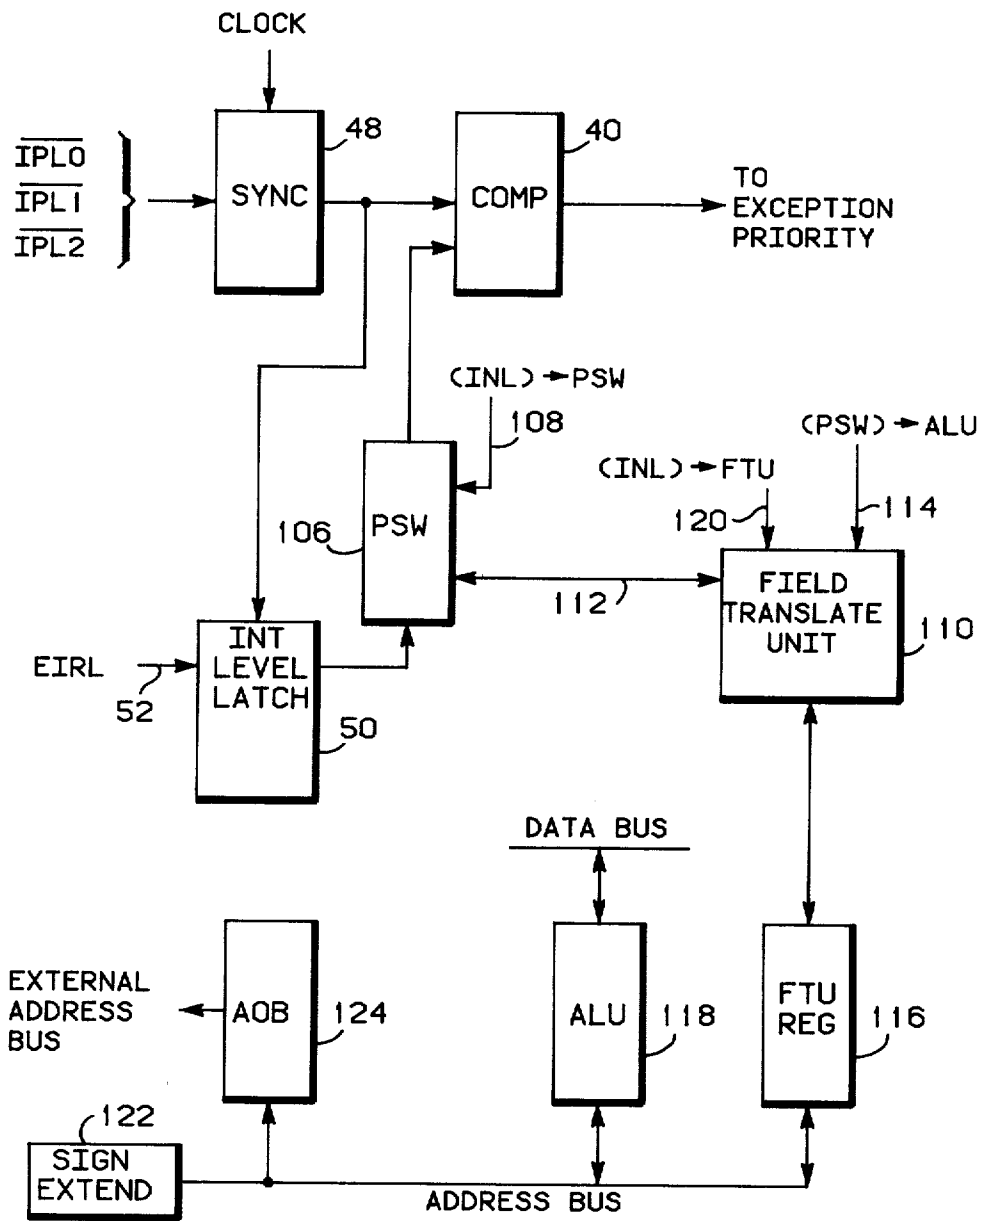 CLOCK
48
40
IPL0
IPL1
IPL2
SYNC
COMP
TO
EXCEPTION
PRIORITY
(INL)→PSW
108
(PSW)→ALU
(INL)→FTU
120
114
106
PSW
112
FIELD
TRANSLATE
UNIT
110
EIRL
52
INT
LEVEL
LATCH
50
DATA BUS
EXTERNAL
ADDRESS
BUS
AOB
124
ALU
118
FTU
REG
116
122
SIGN
EXTEND
ADDRESS BUS